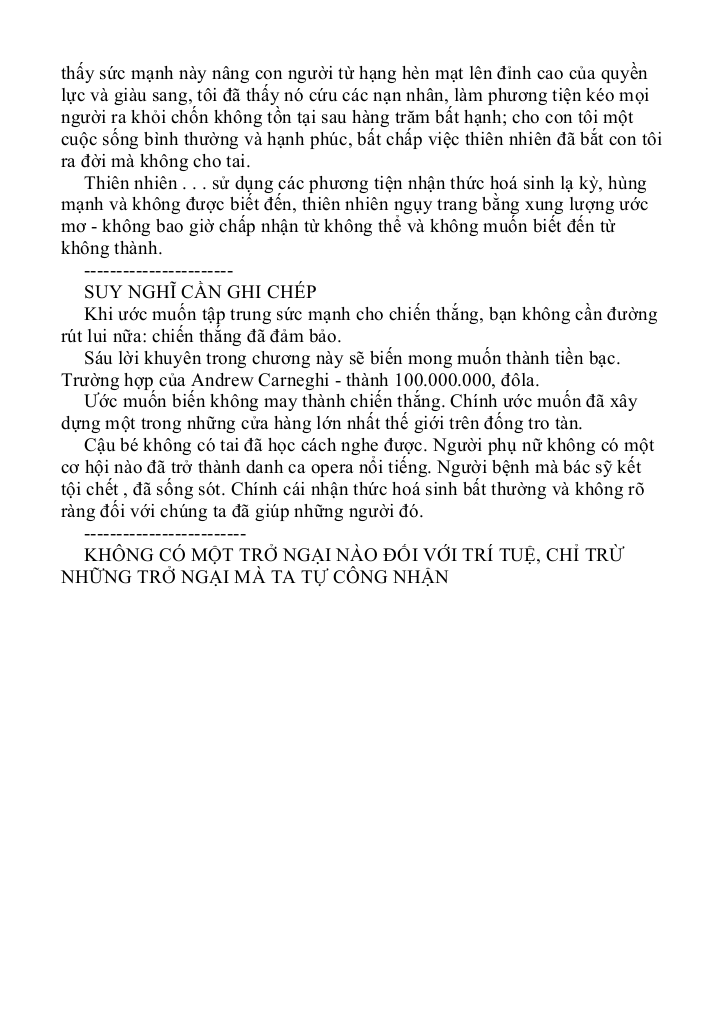 thấy sức mạnh này nâng con người từ hạng hèn mạt lên đỉnh cao của quyền
lực và giàu sang, tôi đã thấy nó cứu các nạn nhân, làm phương tiện kéo mọi
người ra khỏi chốn không tồn tại sau hàng trăm bất hạnh; cho con tôi một
cuộc sống bình thường và hạnh phúc, bất chấp việc thiên nhiên đã bắt con tôi
ra đời mà không cho tai.
Thiên nhiên . . . sử dụng các phương tiện nhận thức hoá sinh lạ kỳ, hùng
mạnh và không được biết đến, thiên nhiên ngụy trang bằng xung lượng ước
mơ - không bao giờ chấp nhận từ không thể và không muốn biết đến từ
không thành.
-----------------------
SUY NGHĨ CẦN GHI CHÉP
Khi ước muốn tập trung sức mạnh cho chiến thắng, bạn không cần đường
rút lui nữa: chiến thắng đã đảm bảo.
Sáu lời khuyên trong chương này sẽ biến mong muốn thành tiền bạc.
Trường hợp của Andrew Carneghi - thành 100.000.000, đôla.
Ước muốn biến không may thành chiến thắng. Chính ước muốn đã xây
dựng một trong những cửa hàng lớn nhất thế giới trên đống tro tàn.
Cậu bé không có tai đã học cách nghe được. Người phụ nữ không có một
cơ hội nào đã trở thành danh ca opera nổi tiếng. Người bệnh mà bác sỹ kết
tội chết , đã sống sót. Chính cái nhận thức hoá sinh bất thường và không rõ
ràng đối với chúng ta đã giúp những người đó.
-------------------------
KHÔNG CÓ MỘT TRỞ NGẠI NÀO ĐỐI VỚI TRÍ TUỆ, CHỈ TRỪ
NHỮNG TRỞ NGẠI MÀ TA TỰ CÔNG NHẬN